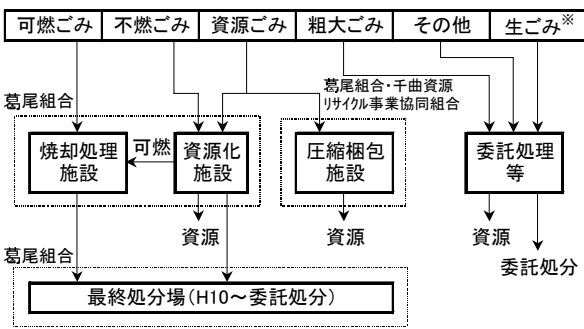 可燃ごみ 不燃ごみ 資源ごみ 粗大ごみ その他 生ごみ※
葛尾組合
葛尾組合・千曲資源
リサイクル事業協同組合
焼却処理
施設
可燃
資源化
施設
圧縮梱包
施設
委託処理
等
資源
資源
資源
委託処分
葛尾組合
最終処分場(H10~委託処分)